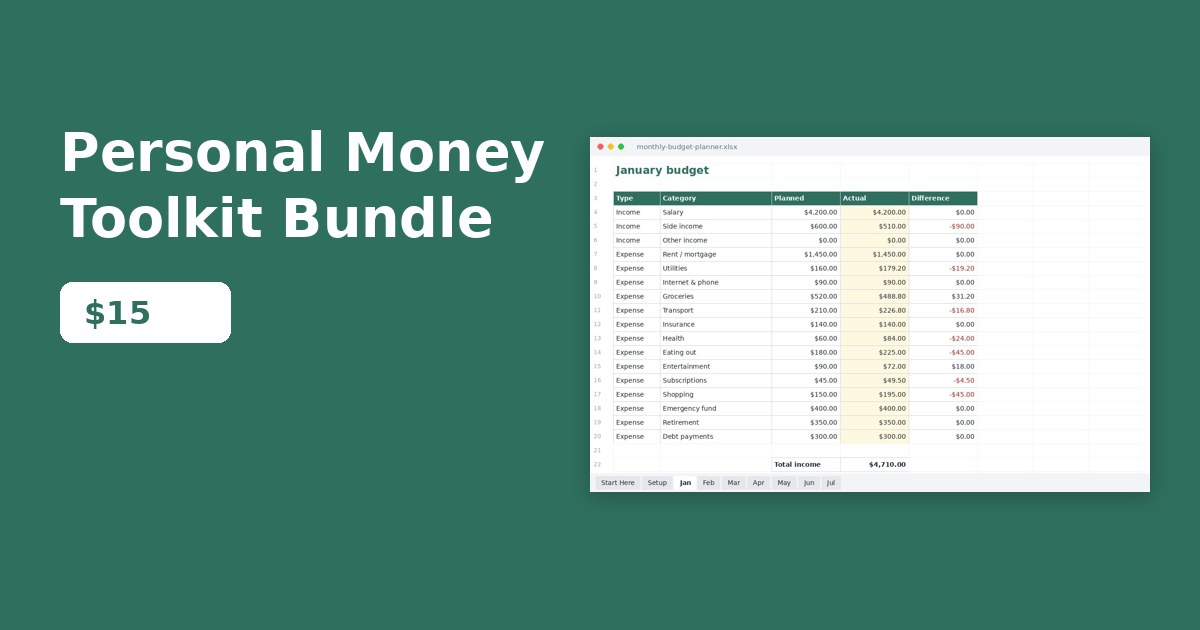 Personal Money
Toolkit Bundle
$15
monthly-budget-planner.xlsx
1 January budget
2
3 Type Category Planned Actual Difference
4 Income Salary $4,200.00 $4,200.00 $0.00
5 Income Side income $600.00 $510.00 -$90.00
6 Income Other income $0.00 $0.00 $0.00
7 Expense Rent / mortgage $1,450.00 $1,450.00 $0.00
8 Expense Utilities $160.00 $179.20 -$19.20
9 Expense Internet & phone $90.00 $90.00 $0.00
10 Expense Groceries $520.00 $488.80 $31.20
11 Expense Transport $210.00 $226.80 -$16.80
12 Expense Insurance $140.00 $140.00 $0.00
13 Expense Health $60.00 $84.00 -$24.00
14 Expense Eating out $180.00 $225.00 -$45.00
15 Expense Entertainment $90.00 $72.00 $18.00
16 Expense Subscriptions $45.00 $49.50 -$4.50
17 Expense Shopping $150.00 $195.00 -$45.00
18 Expense Emergency fund $400.00 $400.00 $0.00
19 Expense Retirement $350.00 $350.00 $0.00
20 Expense Debt payments $300.00 $300.00 $0.00
21
22 Total income $4,710.00
Start Here Setup Jan Feb Mar Apr May Jun Jul